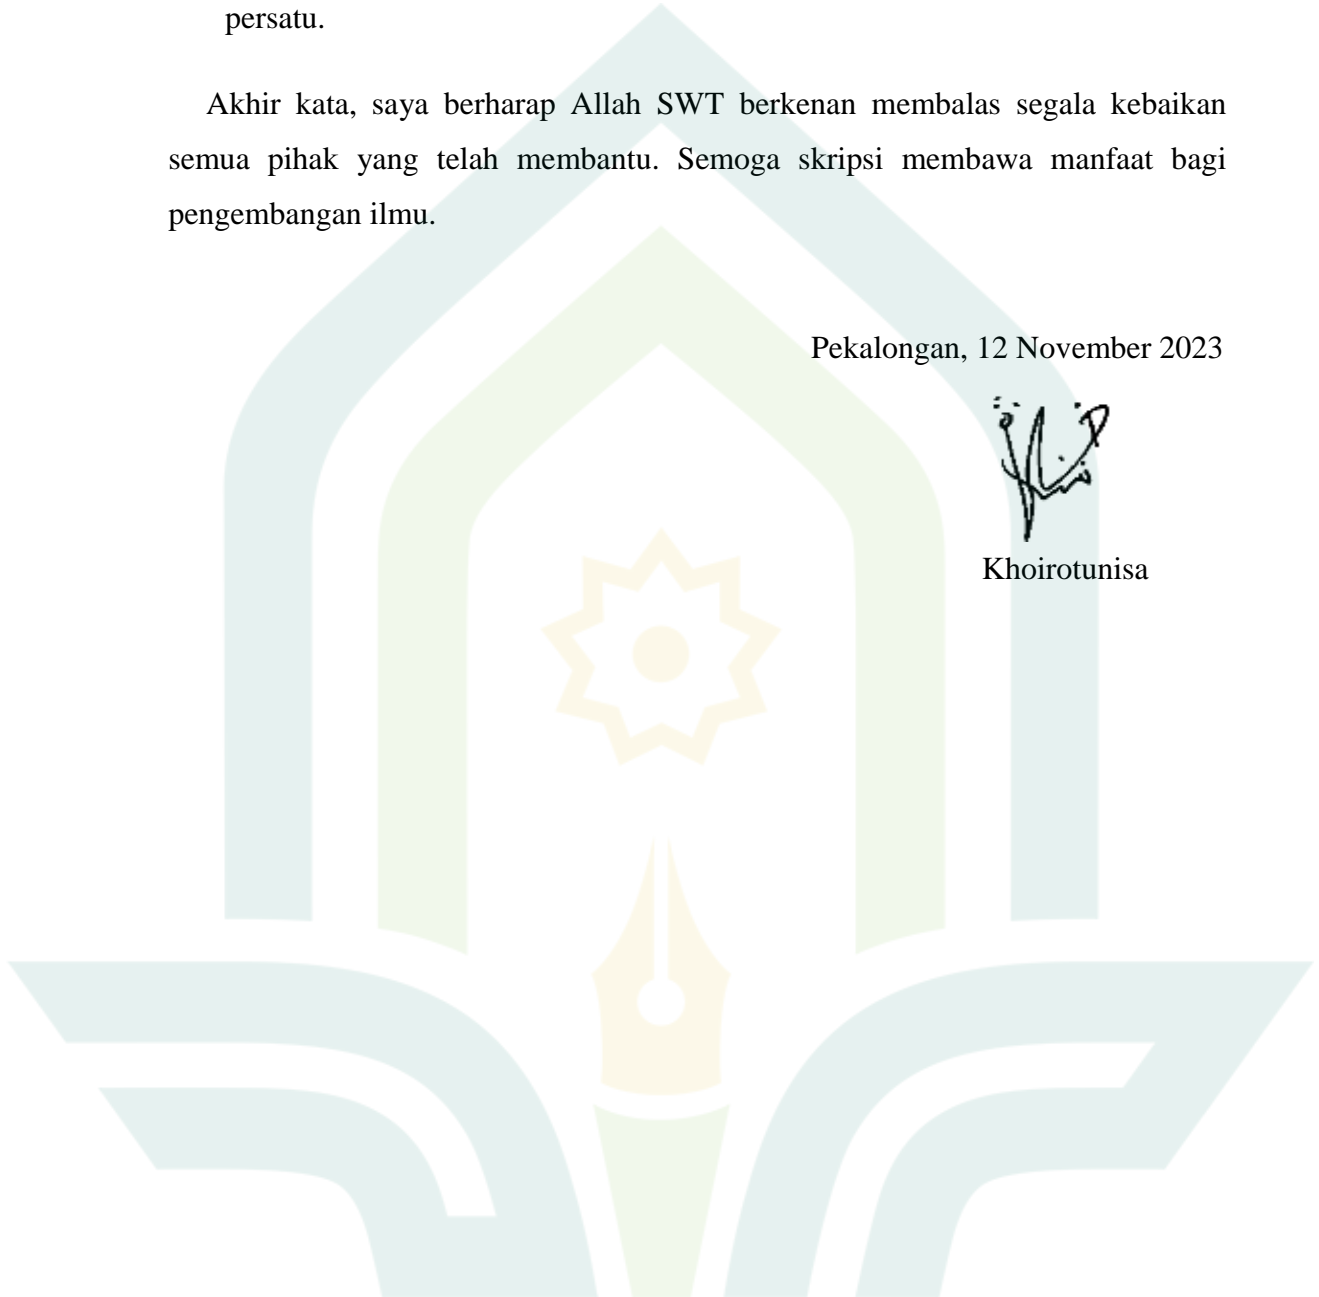 persatu.
Akhir kata, saya berharap Allah SWT berkenan membalas segala kebaikan
semua pihak yang telah membantu. Semoga skripsi membawa manfaat bagi
pengembangan ilmu.
Pekalongan, 12 November 2023
Khoirotunisa